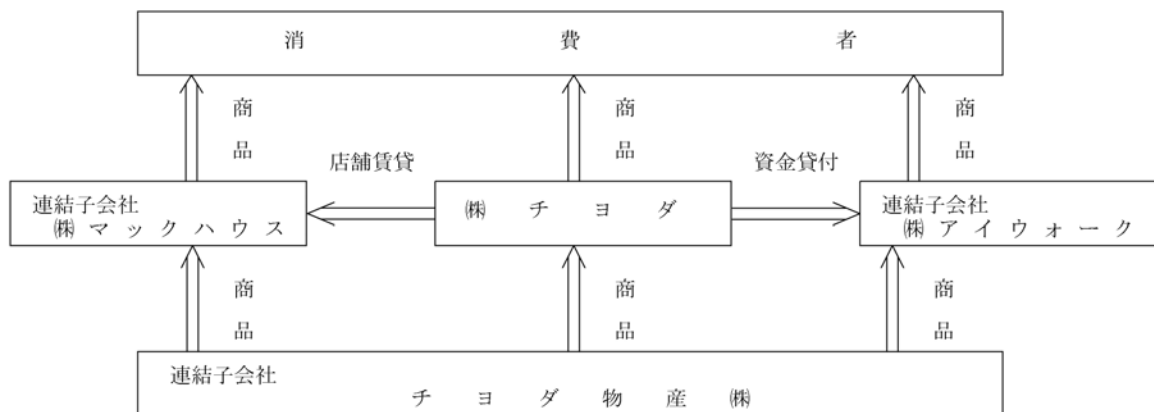 消費者
商品
商品
商品
店舗賃貸
資金貸付
連結子会社
㈱マックハウス
㈱チヨダ
連結子会社
㈱アイウォーク
商品
商品
商品
連結子会社
チヨダ物産㈱